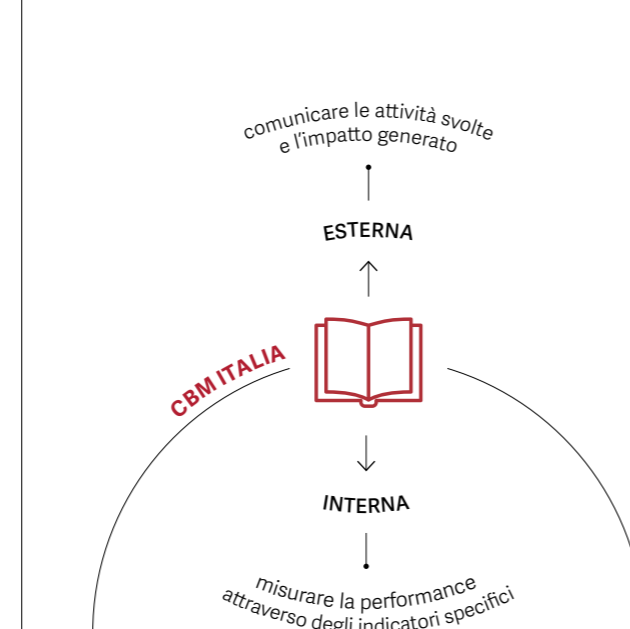 comunicare le attività svolte
e l'impatto generato
ESTERNA
CBM ITALIA
INTERNA
misurare la performance
attraverso degli indicatori specifici